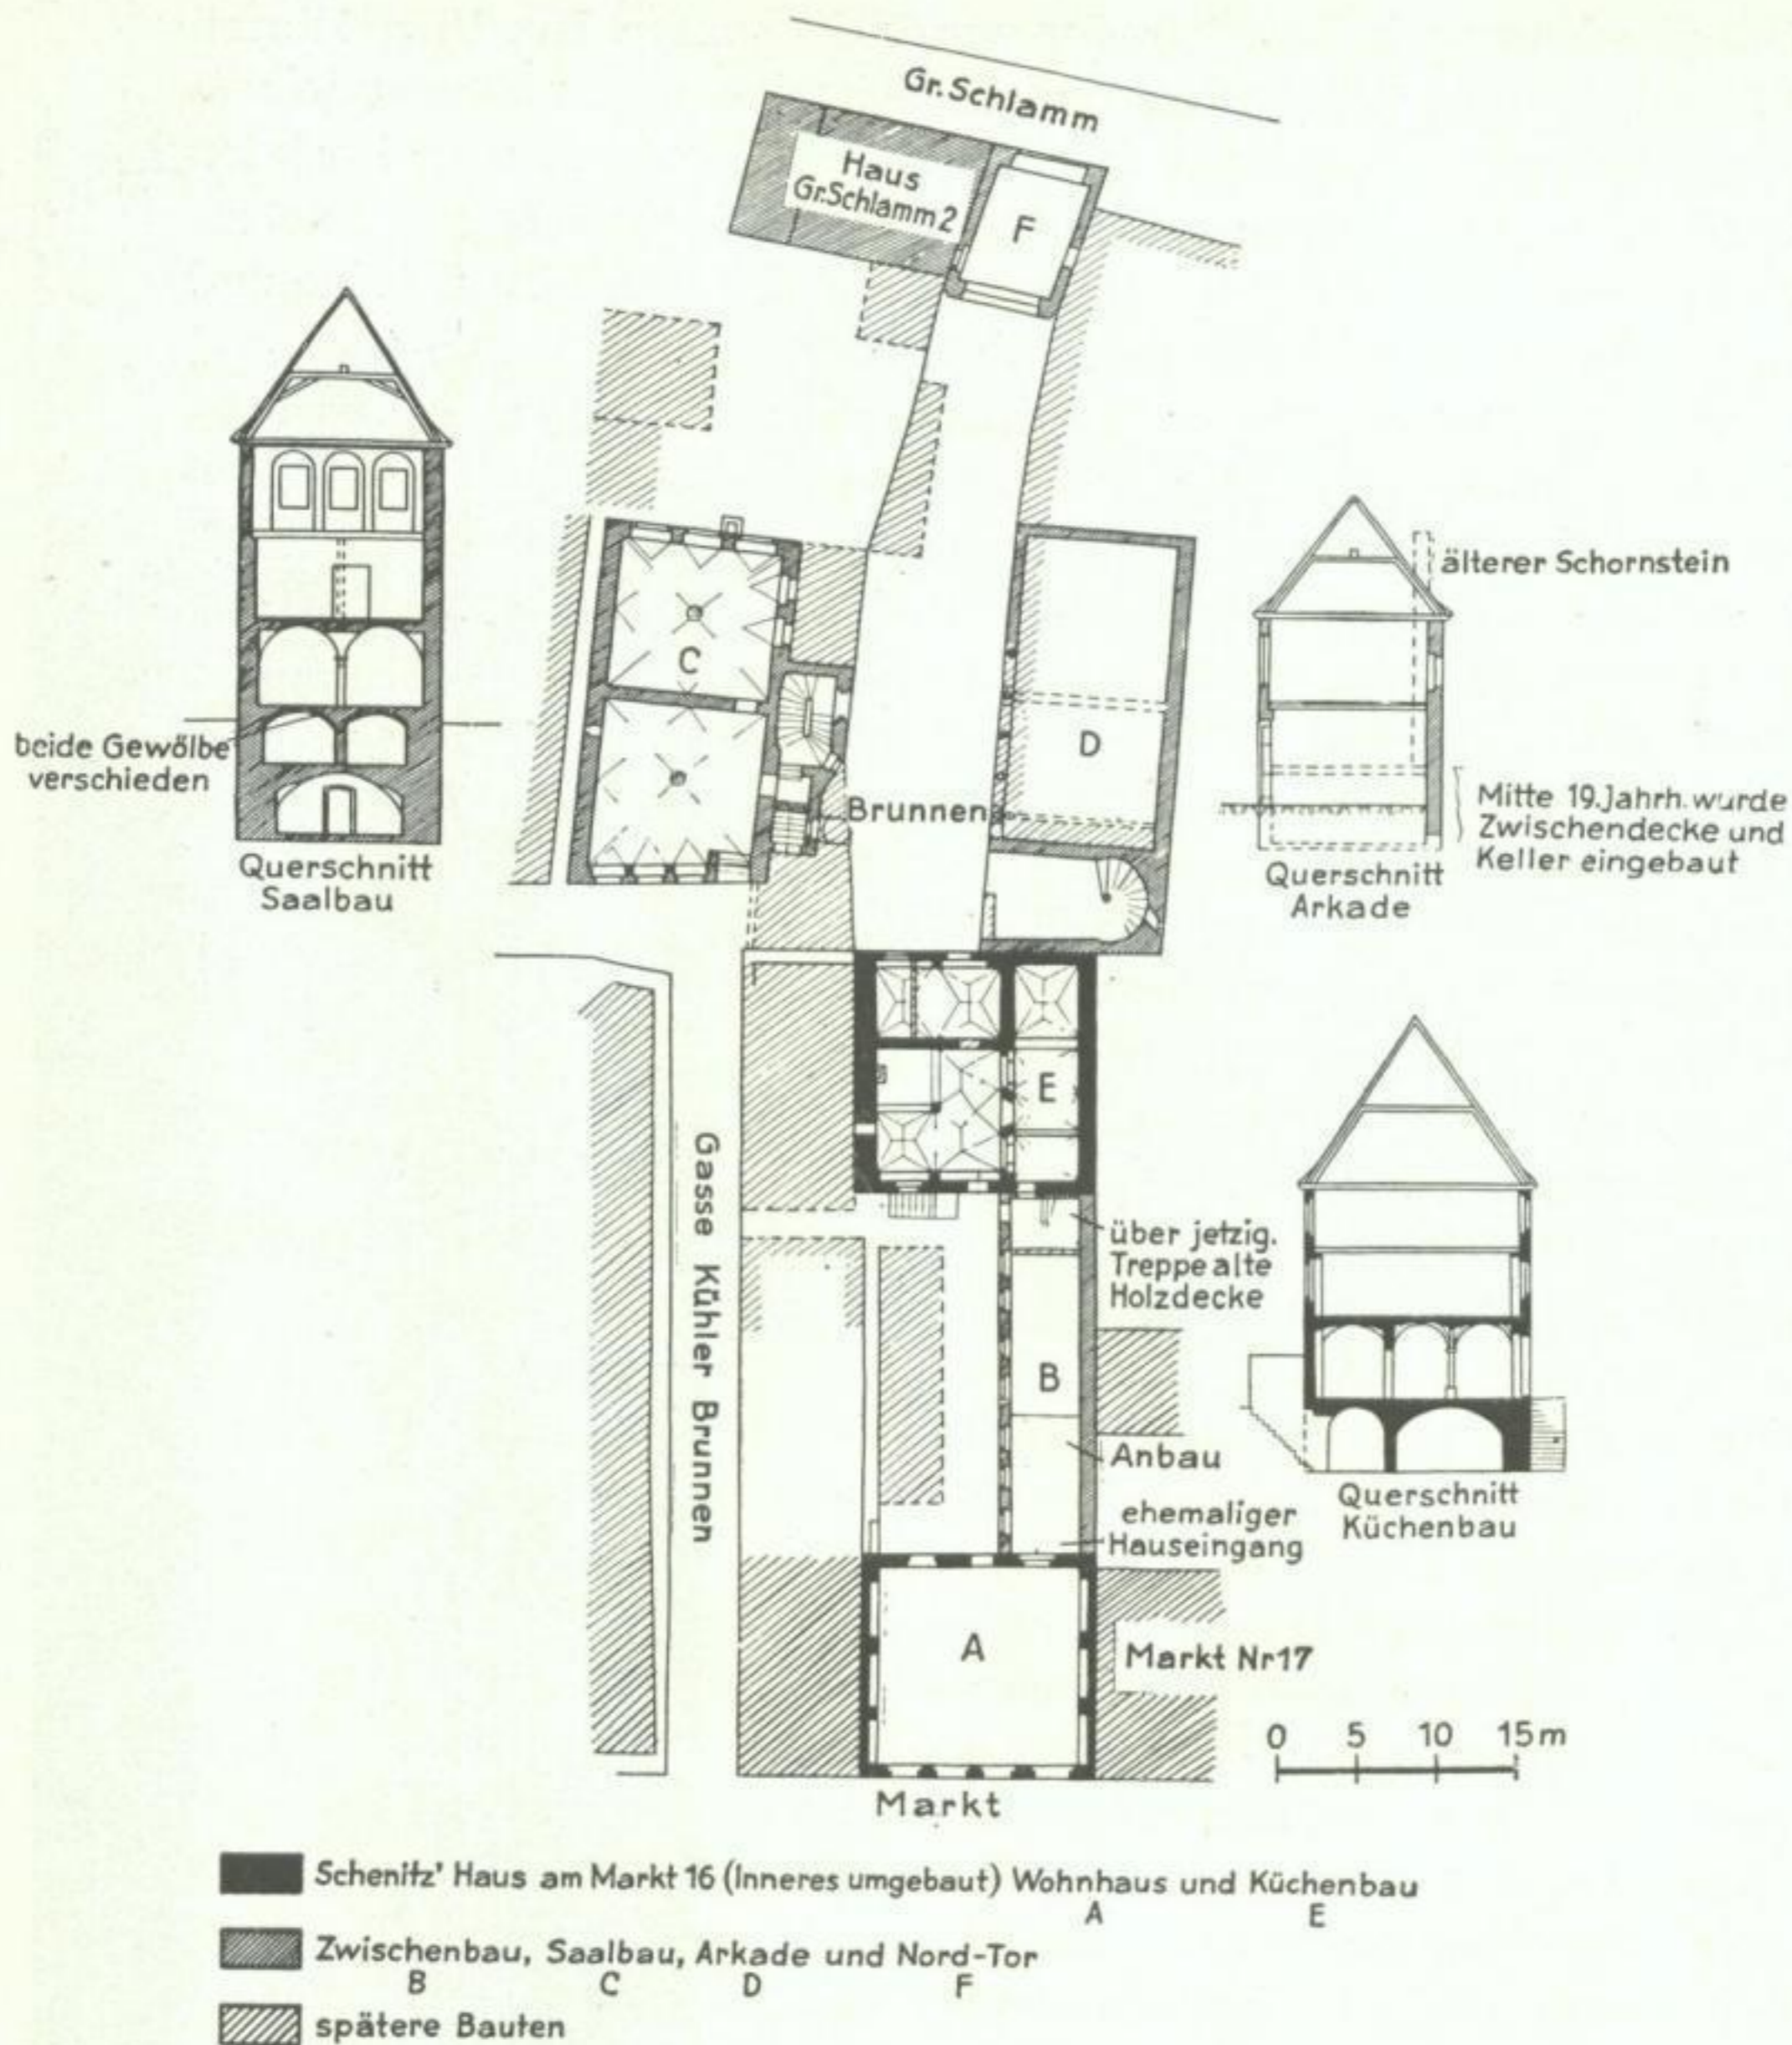 Gr. Schlamm
Haus
Gr. Schlamm 2
F
C
D
Brunnen
beide Gewölbe
verschieden
Querschnitt
Saalbau
älterer Schornstein
Mitte 19. Jahrh. wurde
Zwischendecke und
Keller eingebaut
Querschnitt
Arkade
E
Gasse Kühler Brunnen
über jetzig.
Treppe alte
Holzdecke
B
Anbau
ehemaliger
Hauseingang
Querschnitt
Küchenbau
A
Markt Nr 17
0 5 10 15 m
Markt
Schenitz' Haus am Markt 16 (Inneres umgebaut) Wohnhaus und Küchenbau
A E
Zwischenbau, Saalbau, Arkade und Nord-Tor
B C D F
spätere Bauten